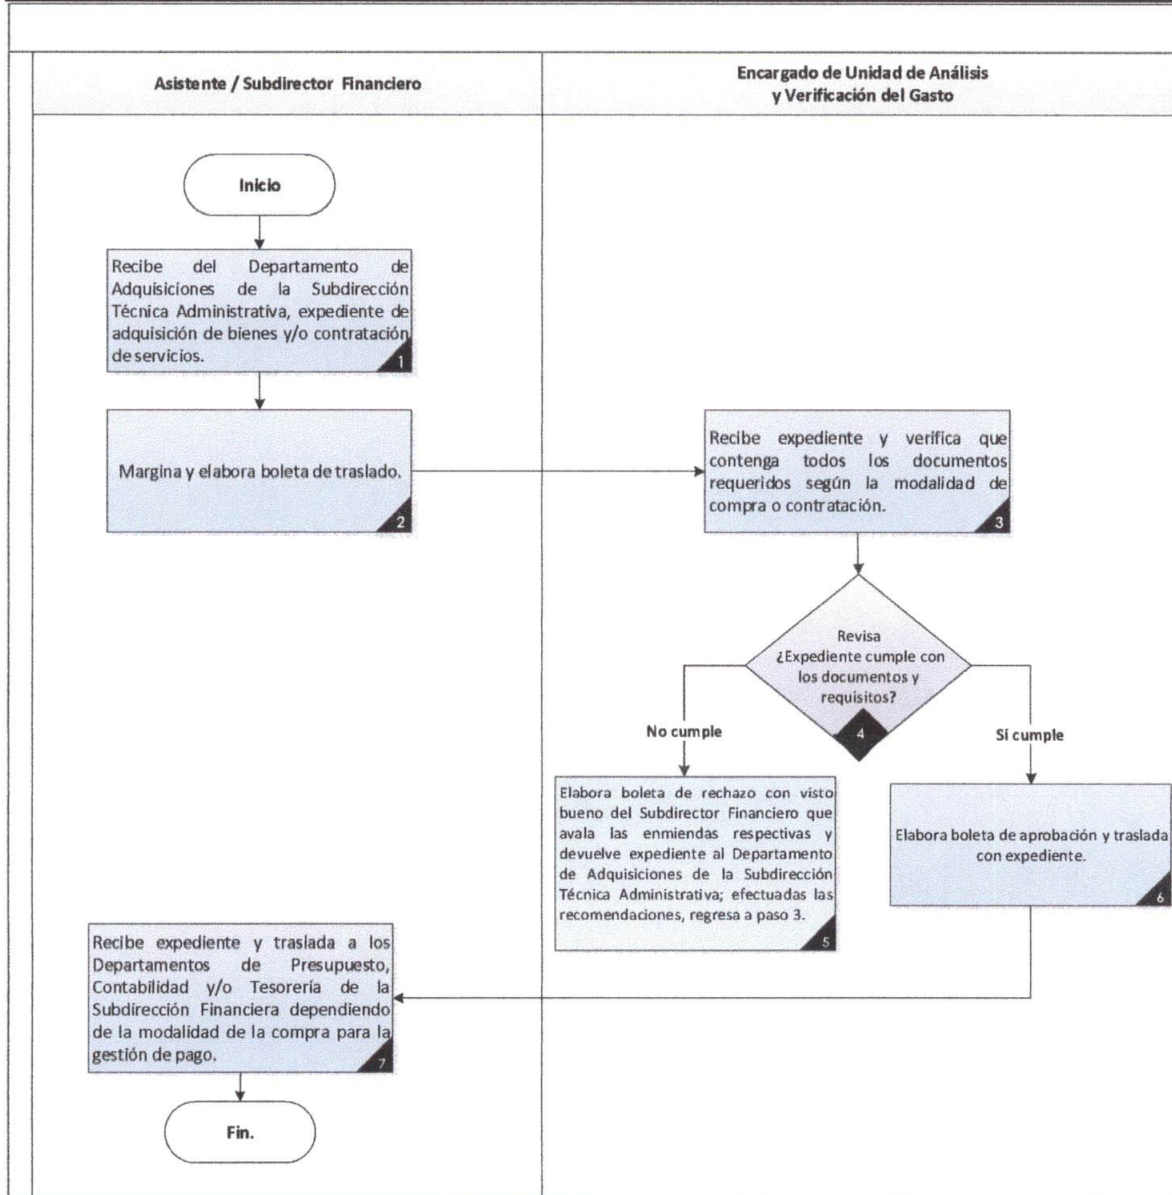 Asistente / Subdirector Financiero
Encargado de Unidad de Análisis
y Verificación del Gasto
Inicio
Recibe del Departamento de
Adquisiciones de la Subdirección
Técnica Administrativa, expediente de
adquisición de bienes y/o contratación
de servicios.
1
Margina y elabora boleta de traslado.
2
Recibe expediente y verifica que
contenga todos los documentos
requeridos según la modalidad de
compra o contratación.
3
Revisa
¿Expediente cumple con
los documentos y
requisitos?
4
No cumple
Sí cumple
Elabora boleta de rechazo con visto
bueno del Subdirector Financiero que
avala las enmiendas respectivas y
devuelve expediente al Departamento
de Adquisiciones de la Subdirección
Técnica Administrativa; efectuadas las
recomendaciones, regresa a paso 3.
5
Elabora boleta de aprobación y traslada
con expediente.
6
Recibe expediente y traslada a los
Departamentos de Presupuesto,
Contabilidad y/o Tesorería de la
Subdirección Financiera dependiendo
de la modalidad de la compra para la
gestión de pago.
7
Fin.